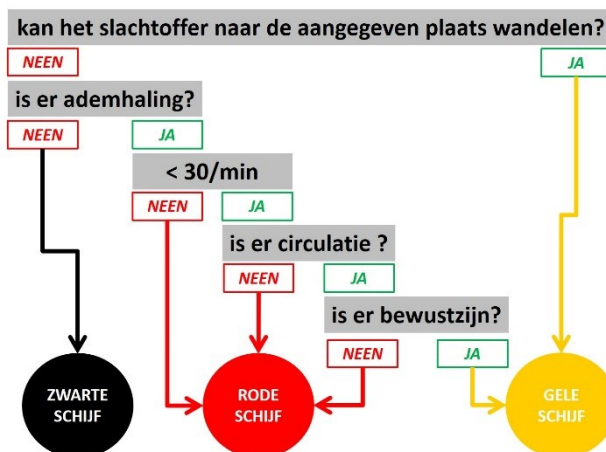 kan het slachtoffer naar de aangegeven plaats wandelen?
NEEN
JA
is er ademhaling?
NEEN
JA
< 30/min
NEEN
JA
is er circulatie ?
NEEN
JA
is er bewustzijn?
NEEN
JA
ZWARTE
SCHIJF
RODE
SCHIJF
GELE
SCHIJF